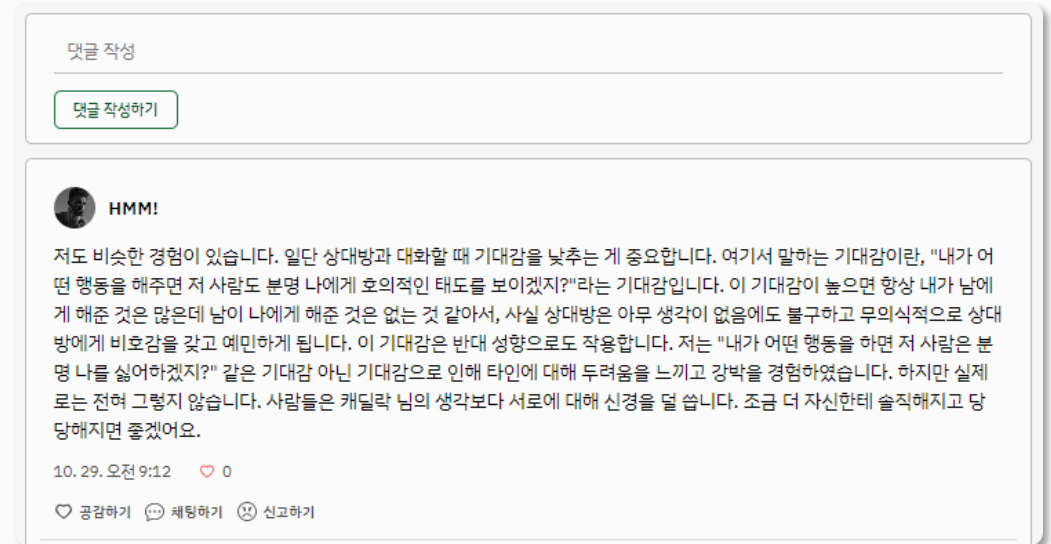 댓글 작성
댓글 작성하기
HMM!
저도 비슷한 경험이 있습니다. 일단 상대방과 대화할 때 기대감을 낮추는 게 중요합니다. 여기서 말하는 기대감이란, "내가 어
떤 행동을 해주면 저 사람도 분명 나에게 호의적인 태도를 보이겠지?"라는 기대감입니다. 이 기대감이 높으면 항상 내가 남에
게 해준 것은 많은데 남이 나에게 해준 것은 없는 것 같아서, 사실 상대방은 아무 생각이 없음에도 불구하고 무의식적으로 상대
방에게 비호감을 갖고 예민하게 됩니다. 이 기대감은 반대 성향으로도 작용합니다. 저는 "내가 어떤 행동을 하면 저 사람은 분
명 나를 싫어하겠지?" 같은 기대감 아닌 기대감으로 인해 타인에 대해 두려움을 느끼고 강박을 경험하였습니다. 하지만 실제
로는 전혀 그렇지 않습니다. 사람들은 캐딜락 님의 생각보다 서로에 대해 신경을 덜 씁니다. 조금 더 자신한테 솔직해지고 당
당해지면 좋겠어요.
10. 29. 오전 9:12 0
공감하기 채팅하기 신고하기